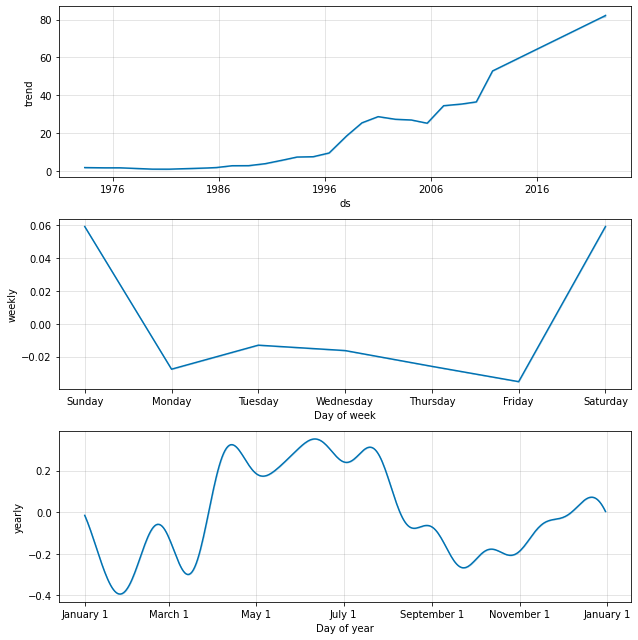 80
60
40
20
0
trend
1976 1986 1996 2006 2016
ds
0.06
0.04
0.02
0.00
−0.02
weekly
Sunday Monday Tuesday Wednesday Thursday Friday Saturday
Day of week
0.2
0.0
−0.2
−0.4
yearly
January 1 March 1 May 1 July 1 September 1 November 1 January 1
Day of year